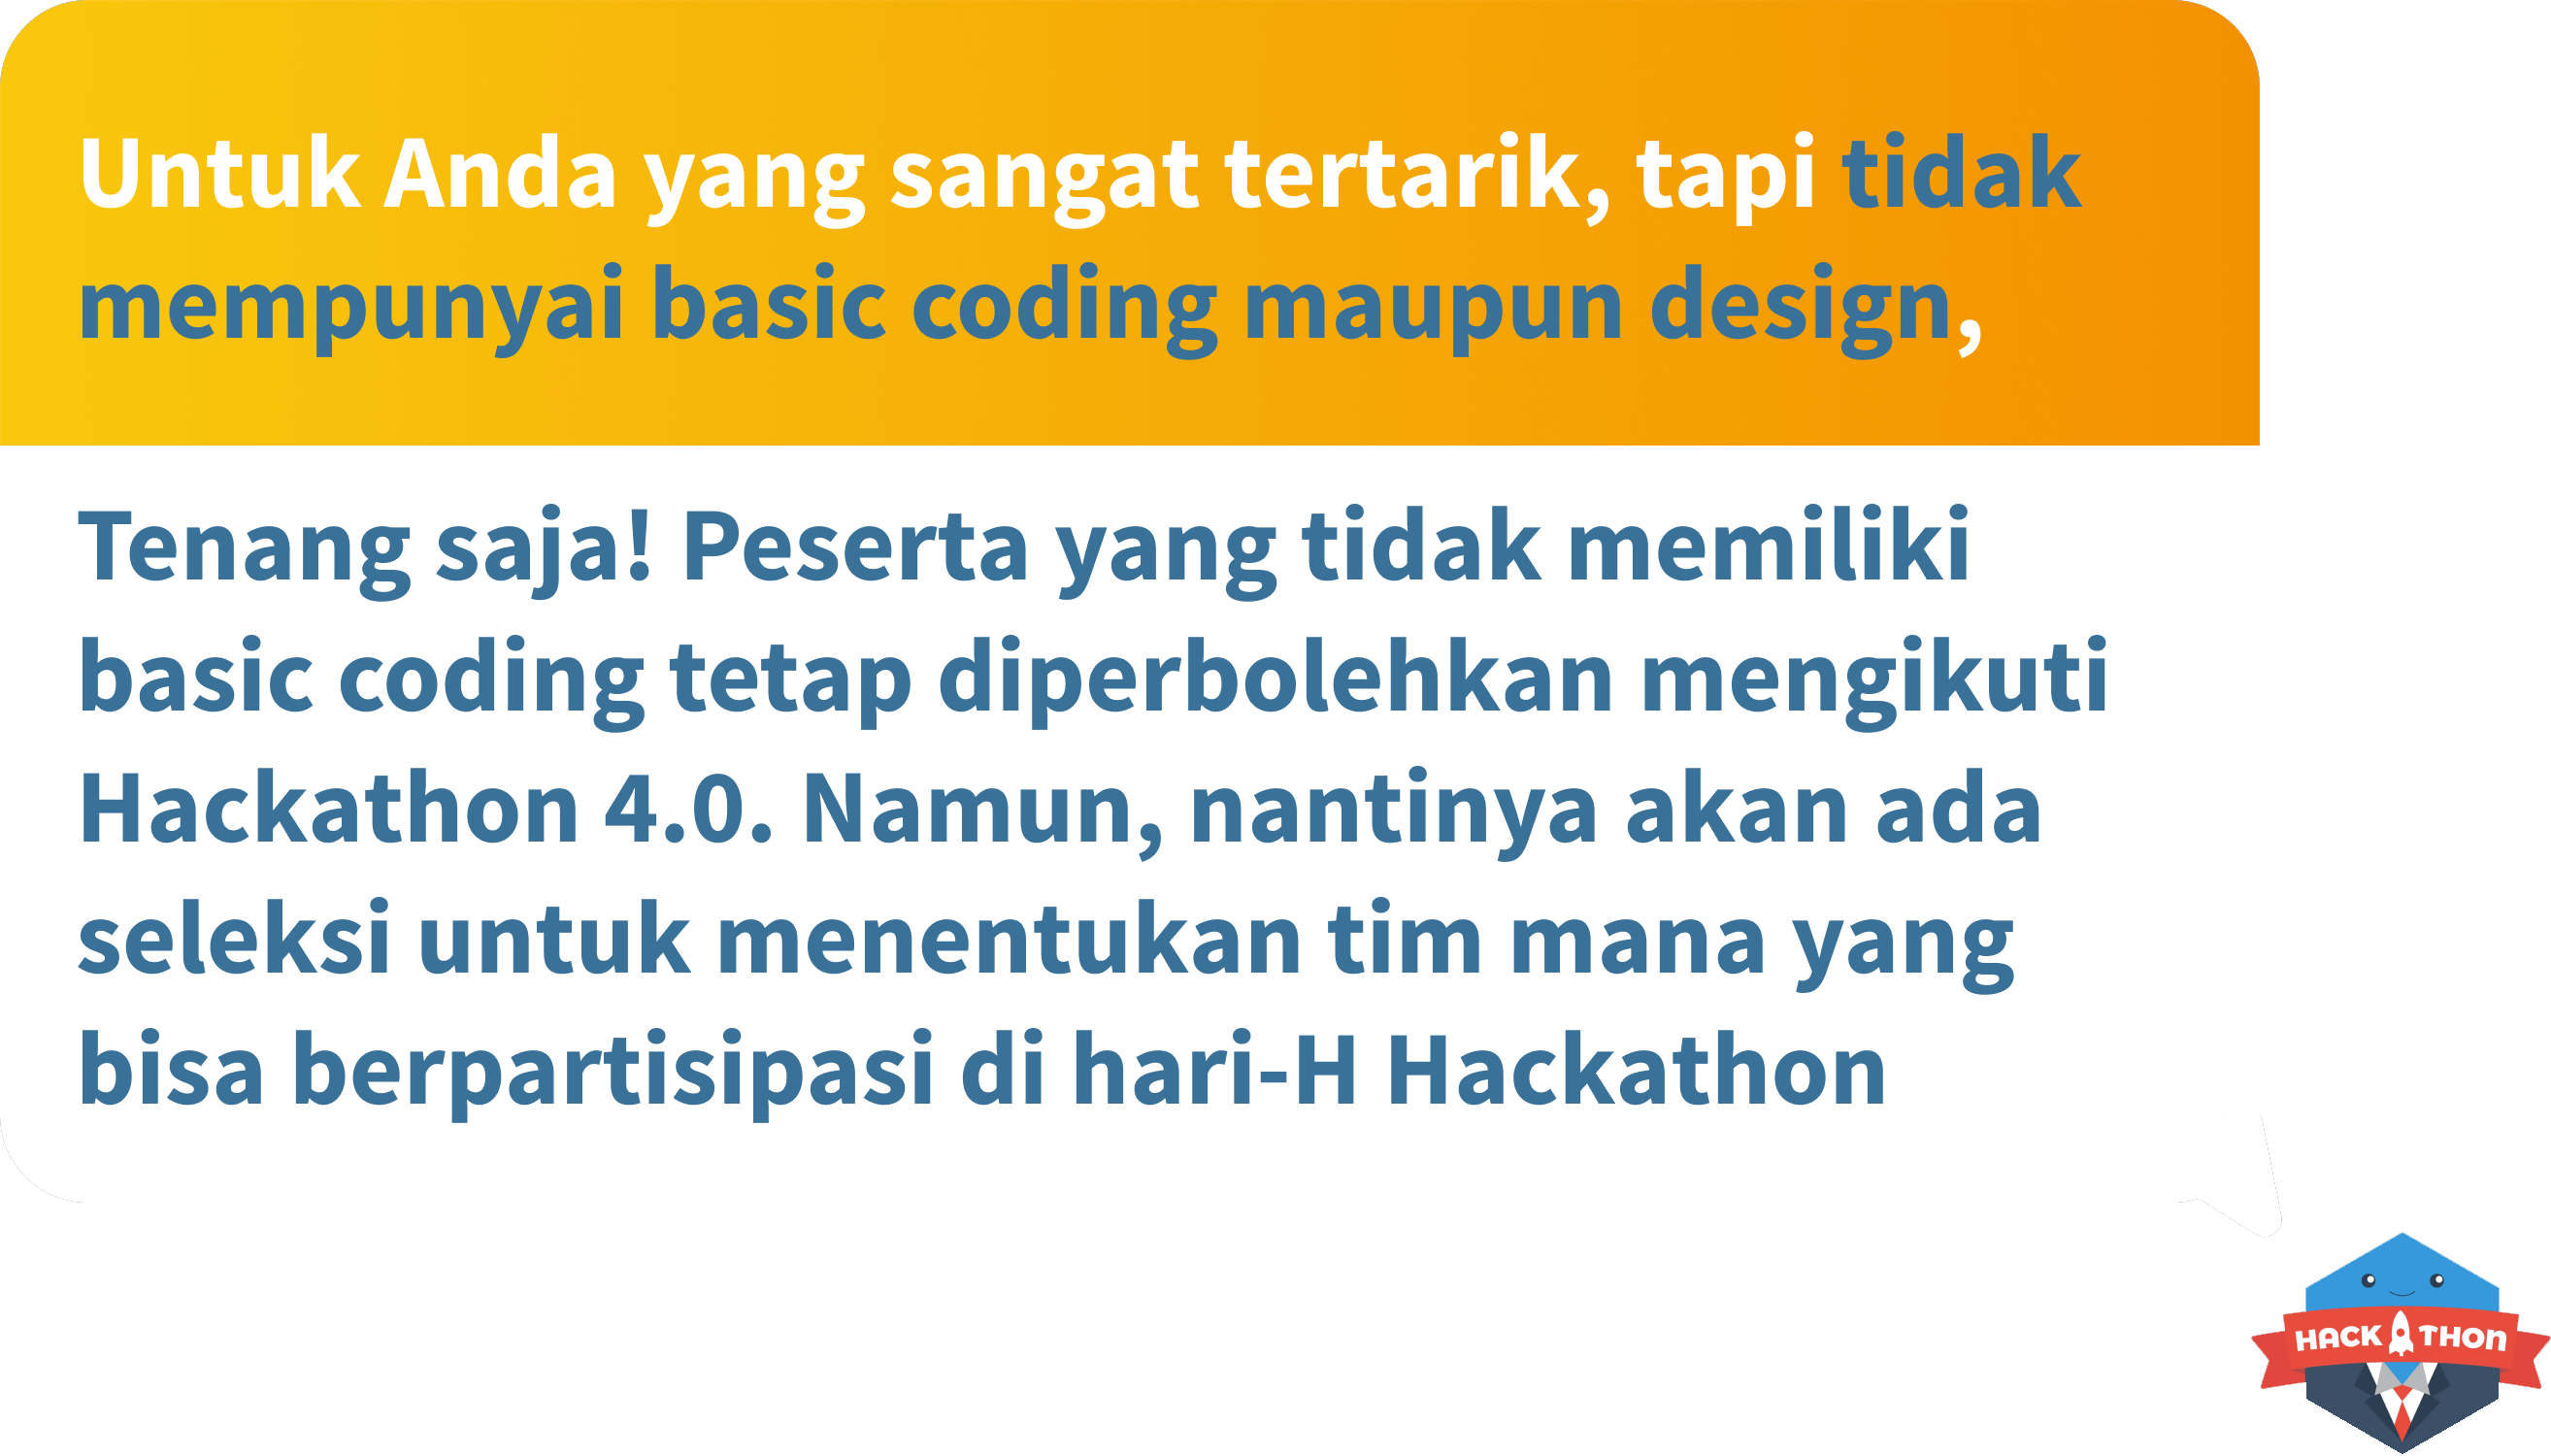 Untuk Anda yang sangat tertarik, tapi tidak
mempunyai basic coding maupun design,
Tenang saja! Peserta yang tidak memiliki
basic coding tetap diperbolehkan mengikuti
Hackathon 4.0. Namun, nantinya akan ada
seleksi untuk menentukan tim mana yang
bisa berpartisipasi di hari-H Hackathon
HACK THON